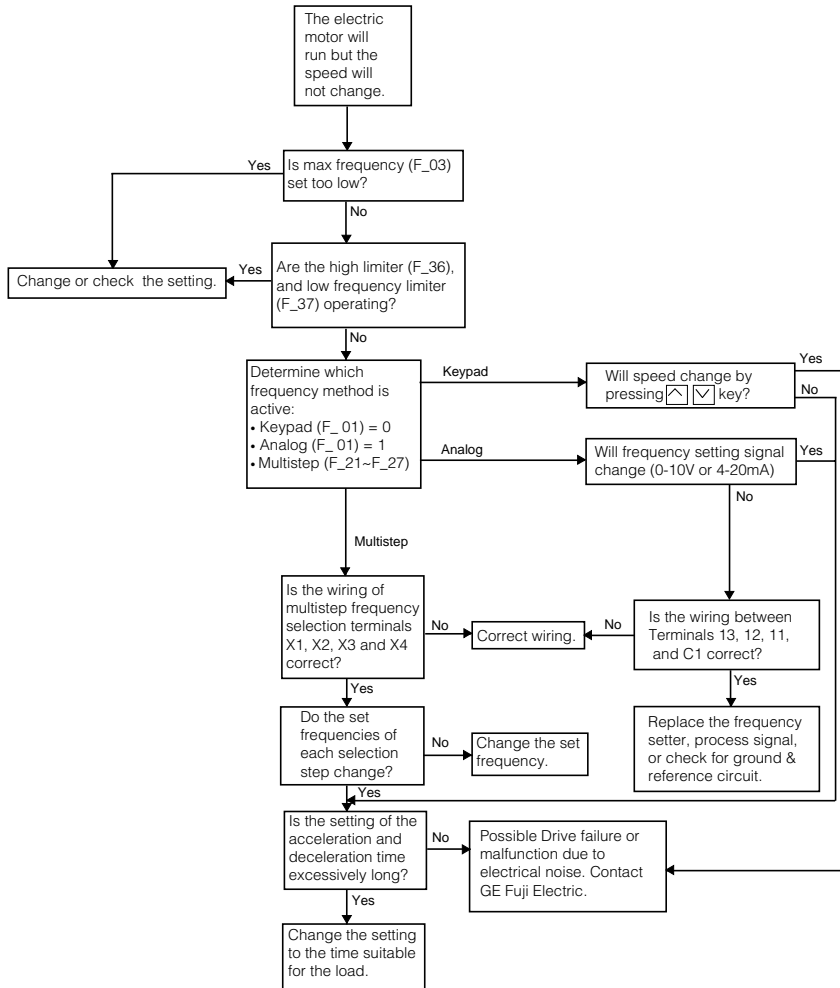 The electric
motor will
run but the
speed will
not change.
Yes
Is max frequency (F_03)
set too low?
No
Change or check the setting.
Yes
Are the high limiter (F_36),
and low frequency limiter
(F_37) operating?
No
Determine which
frequency method is
active:
• Keypad (F_ 01) = 0
• Analog (F_ 01) = 1
• Multistep (F_21~F_27)
Keypad
Will speed change by
pressing key?
Yes
No
Analog
Will frequency setting signal
change (0-10V or 4-20mA)
Yes
No
Multistep
Is the wiring of
multistep frequency
selection terminals
X1, X2, X3 and X4
correct?
No
Correct wiring.
No
Is the wiring between
Terminals 13, 12, 11,
and C1 correct?
Yes
Yes
Do the set
frequencies of
each selection
step change?
No
Change the set
frequency.
Replace the frequency
setter, process signal,
or check for ground &
reference circuit.
Yes
Is the setting of the
acceleration and
deceleration time
excessively long?
No
Possible Drive failure or
malfunction due to
electrical noise. Contact
GE Fuji Electric.
Yes
Change the setting
to the time suitable
for the load.